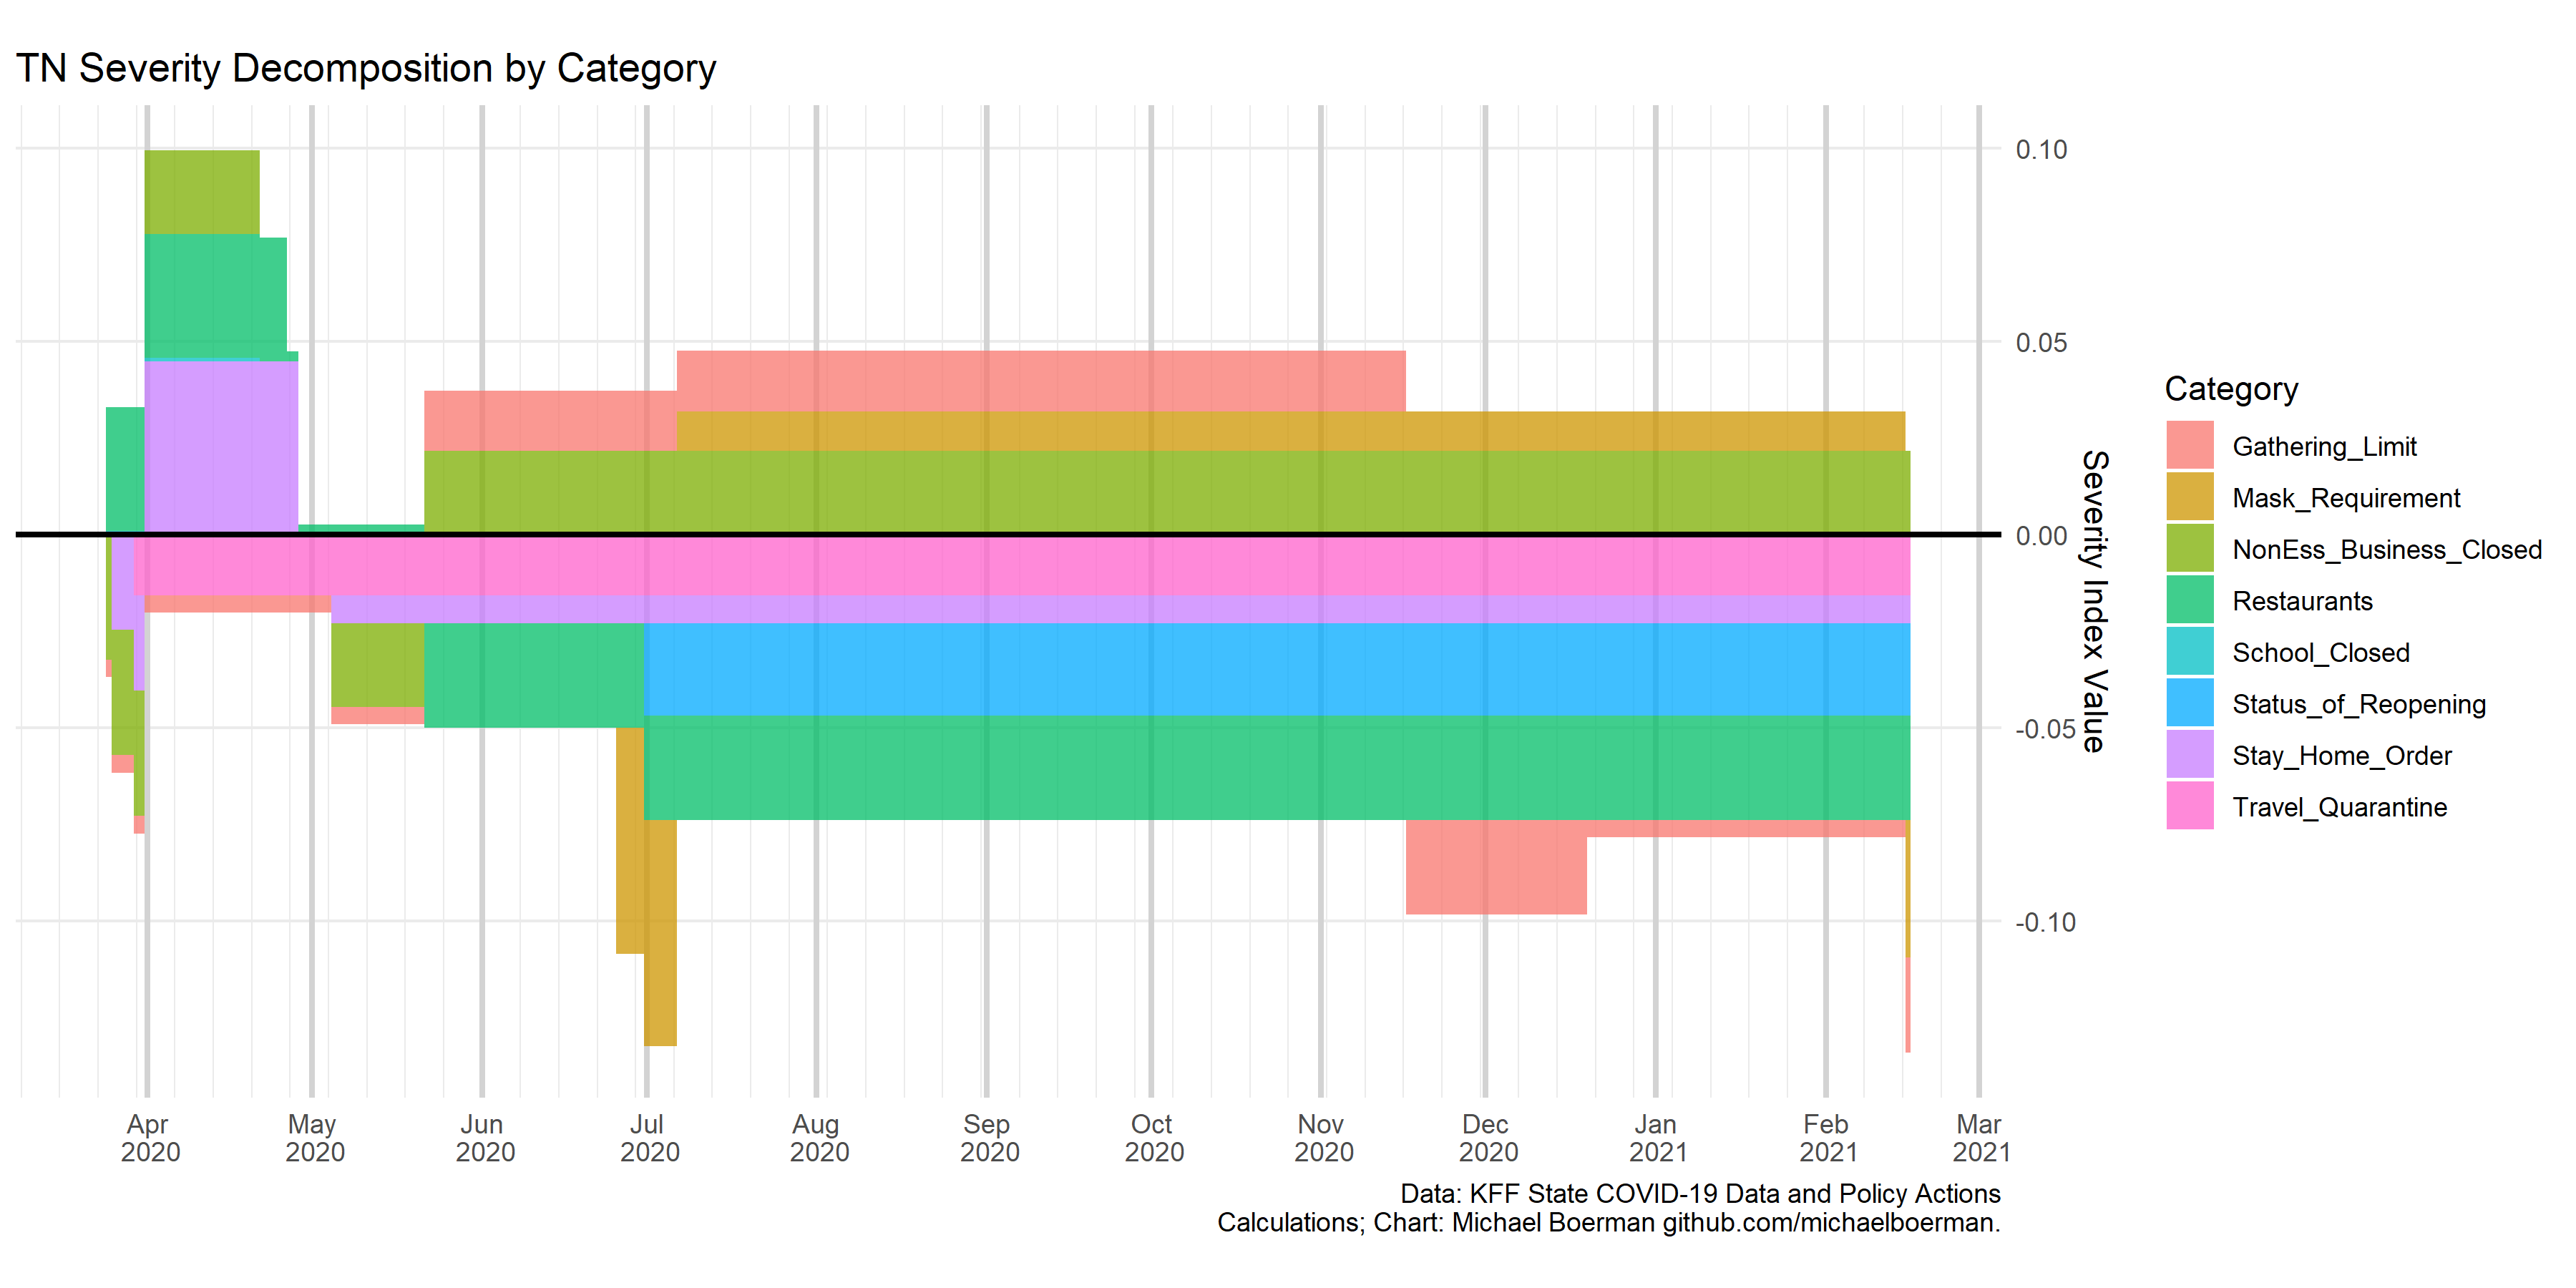 TN Severity Decomposition by Category
0.10
0.05
0.00
-0.05
-0.10
Severity Index Value
Apr
2020
May
2020
Jun
2020
Jul
2020
Aug
2020
Sep
2020
Oct
2020
Nov
2020
Dec
2020
Jan
2021
Feb
2021
Mar
2021
Category
Gathering_Limit
Mask_Requirement
NonEss_Business_Closed
Restaurants
School_Closed
Status_of_Reopening
Stay_Home_Order
Travel_Quarantine
Data: KFF State COVID-19 Data and Policy Actions
Calculations; Chart: Michael Boerman github.com/michaelboerman.